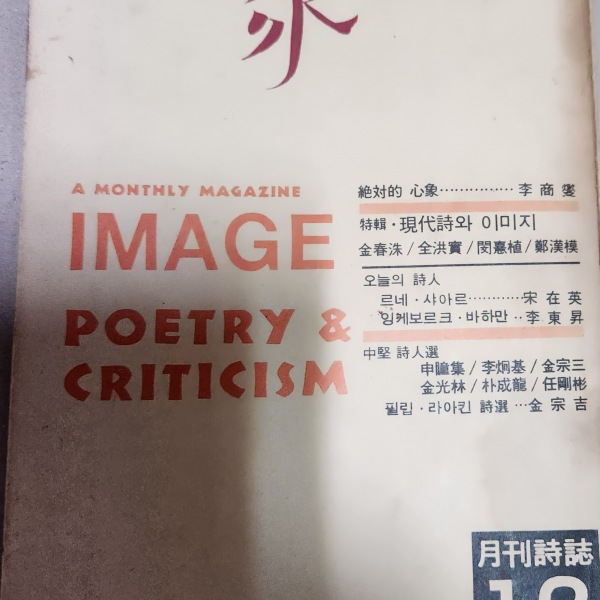 象
A MONTHLY MAGAZINE
IMAGE
POETRY &
CRITICISM
絶対的 心象 ··············· 李商燮
特輯·現代詩와 이미지
金春洙/全洪實/閔憙植/鄭漢模
오늘의 詩人
르네·샤아르···········宋在英
잉케보르크·바하만··李東昇
中堅 詩人選
申瞳集/李炯基/金宗三
金光林/朴成龍/任剛彬
필립·라아킨 詩選 ···金宗吉
月刊詩誌